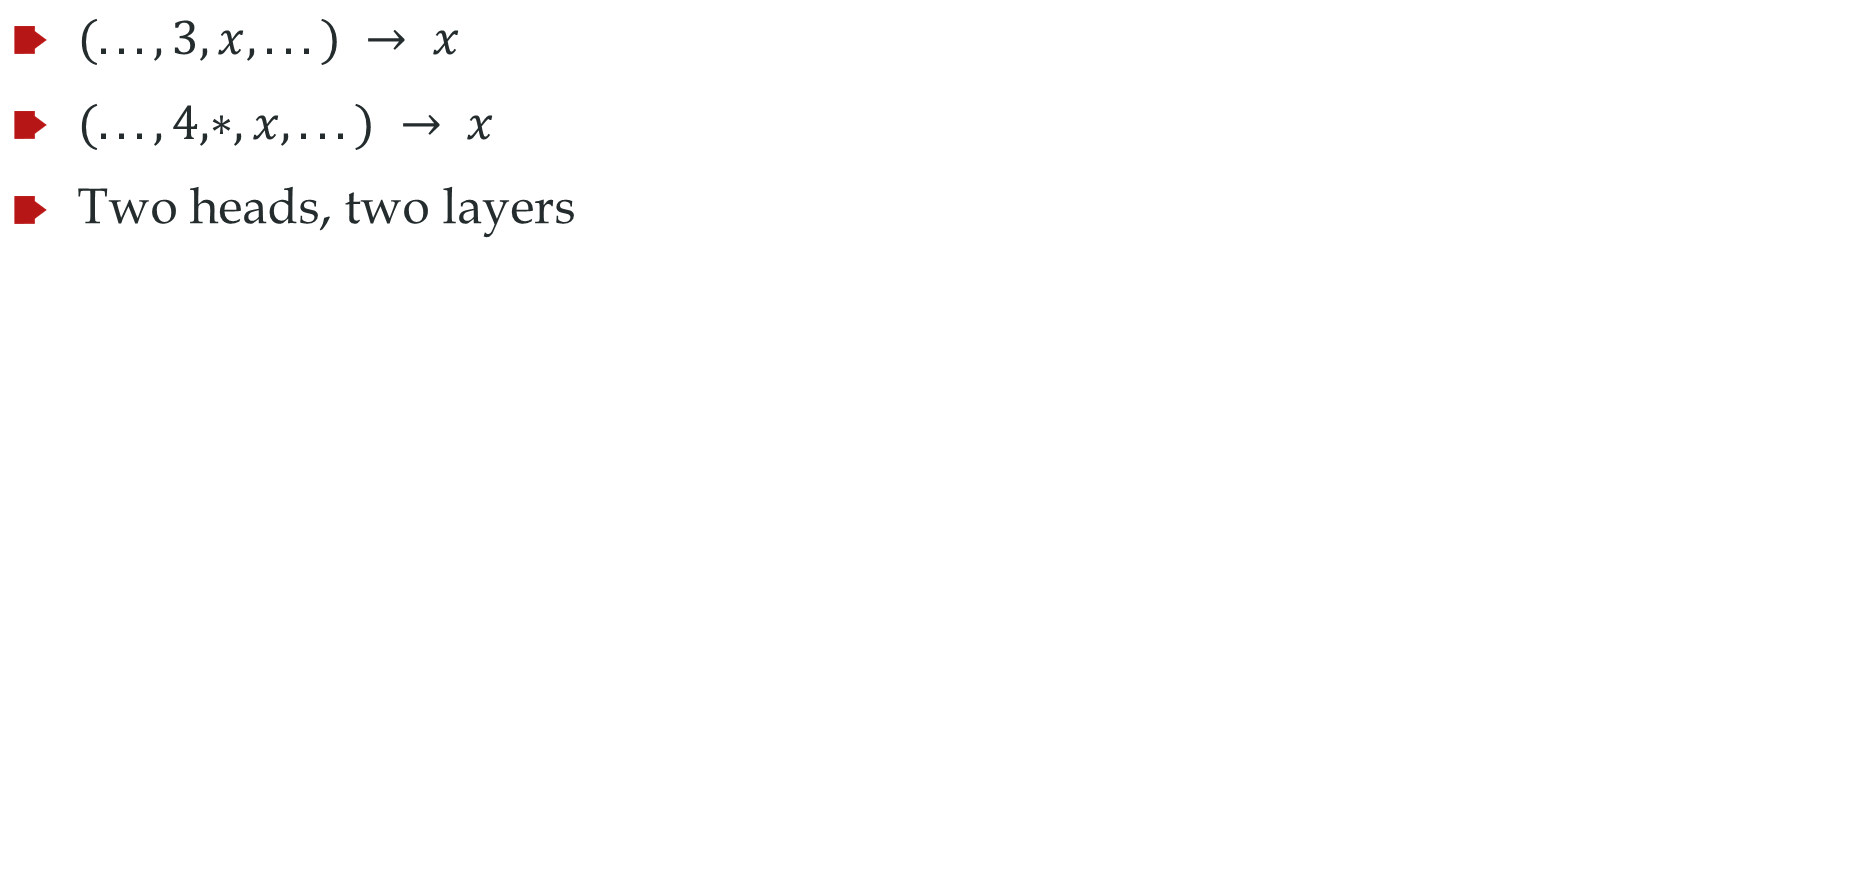 (..., 3, x, ...) → x
(..., 4,*, x, ...) → x
Two heads, two layers